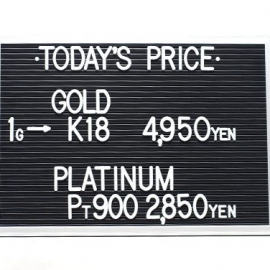 ·TODAY'S PRICE·
GOLD
1G→ K18 4,950YEN
PLATINUM
PT900 2,850YEN